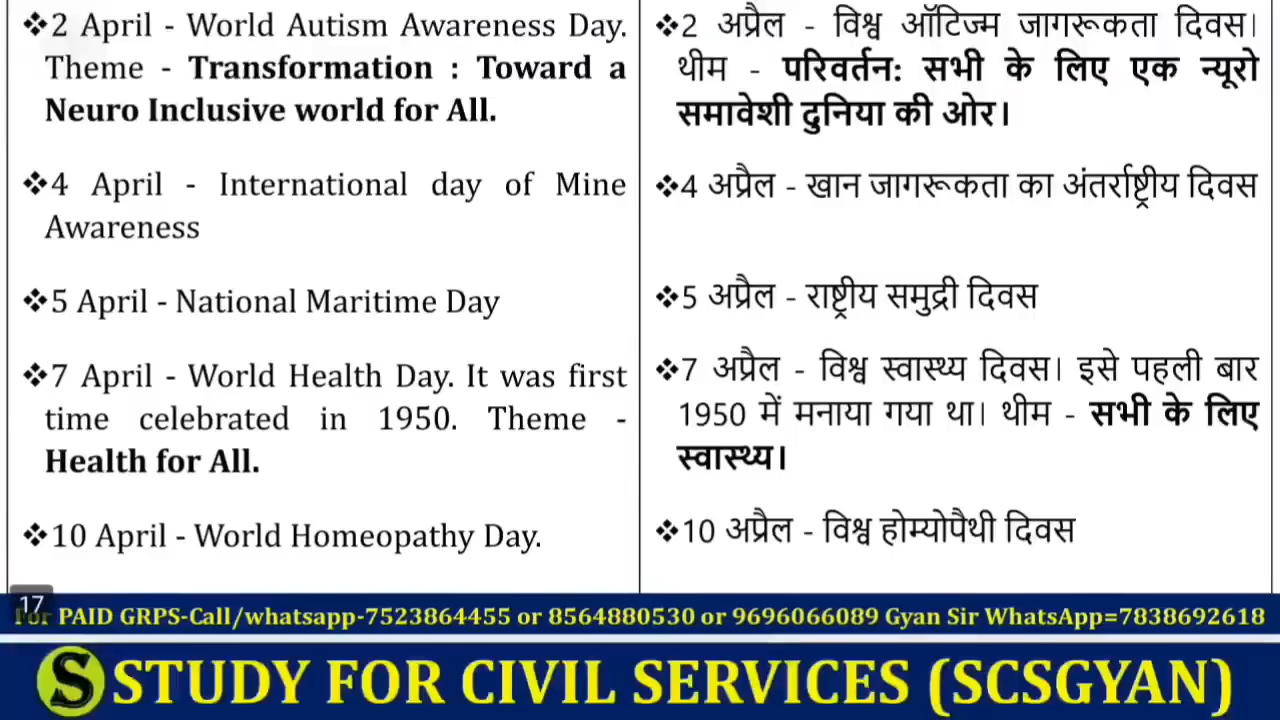 ❖2 April - World Autism Awareness Day.
Theme - Transformation : Toward a
Neuro Inclusive world for All.
❖4 April - International day of Mine
Awareness
❖5 April - National Maritime Day
❖7 April - World Health Day. It was first
time celebrated in 1950. Theme -
Health for All.
❖10 April - World Homeopathy Day.
❖2 अप्रैल - विश्व ऑटिज्म जागरूकता दिवस।
थीम - परिवर्तन: सभी के लिए एक न्यूरो
समावेशी दुनिया की ओर।
❖4 अप्रैल - खान जागरूकता का अंतर्राष्ट्रीय दिवस
❖5 अप्रैल - राष्ट्रीय समुद्री दिवस
❖7 अप्रैल - विश्व स्वास्थ्य दिवस। इसे पहली बार
1950 में मनाया गया था। थीम - सभी के लिए
स्वास्थ्य।
❖10 अप्रैल - विश्व होम्योपैथी दिवस
17
For PAID GRPS-Call/whatsapp-7523864455 or 8564880530 or 9696066089 Gyan Sir WhatsApp=7838692618
S STUDY FOR CIVIL SERVICES (SCSGYAN)